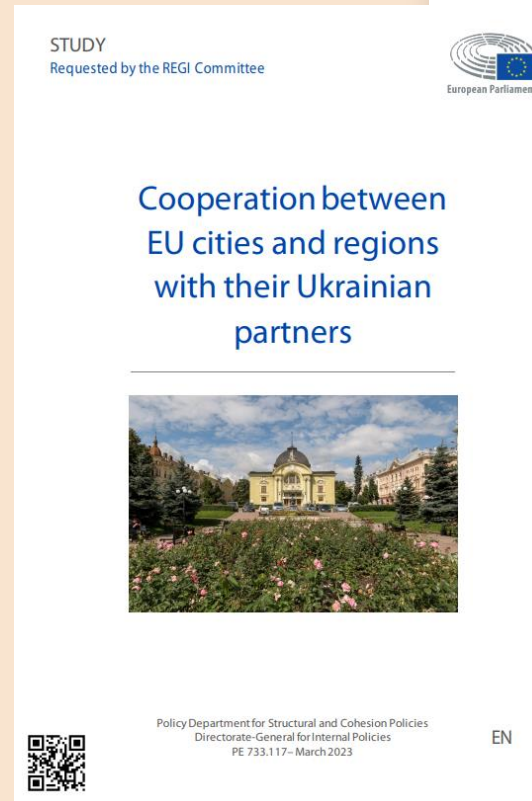 STUDY
Requested by the REGI Committee
European Parliamen
Cooperation between
EU cities and regions
with their Ukrainian
partners
Policy Department for Structural and Cohesion Policies
Directorate-General for Internal Policies
PE 733.117– March 2023
EN